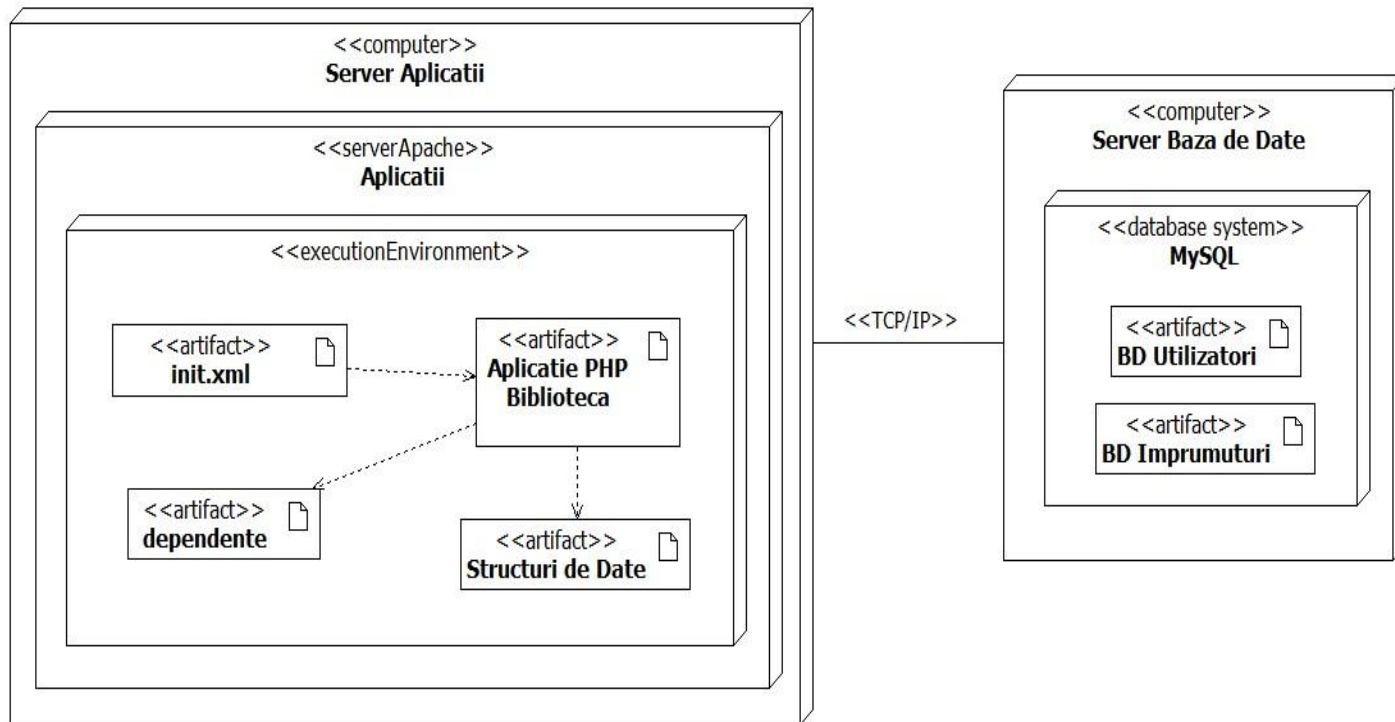 <<computer>>
Server Aplicatii
<<serverApache>>
Aplicatii
<<executionEnvironment>>
<<artifact>>
init.xml
<<artifact>>
Aplicatie PHP
Biblioteca
<<artifact>>
dependente
<<artifact>>
Structuri de Date
<<TCP/IP>>
<<computer>>
Server Baza de Date
<<database system>>
MySQL
<<artifact>>
BD Utilizatori
<<artifact>>
BD Imprumuturi